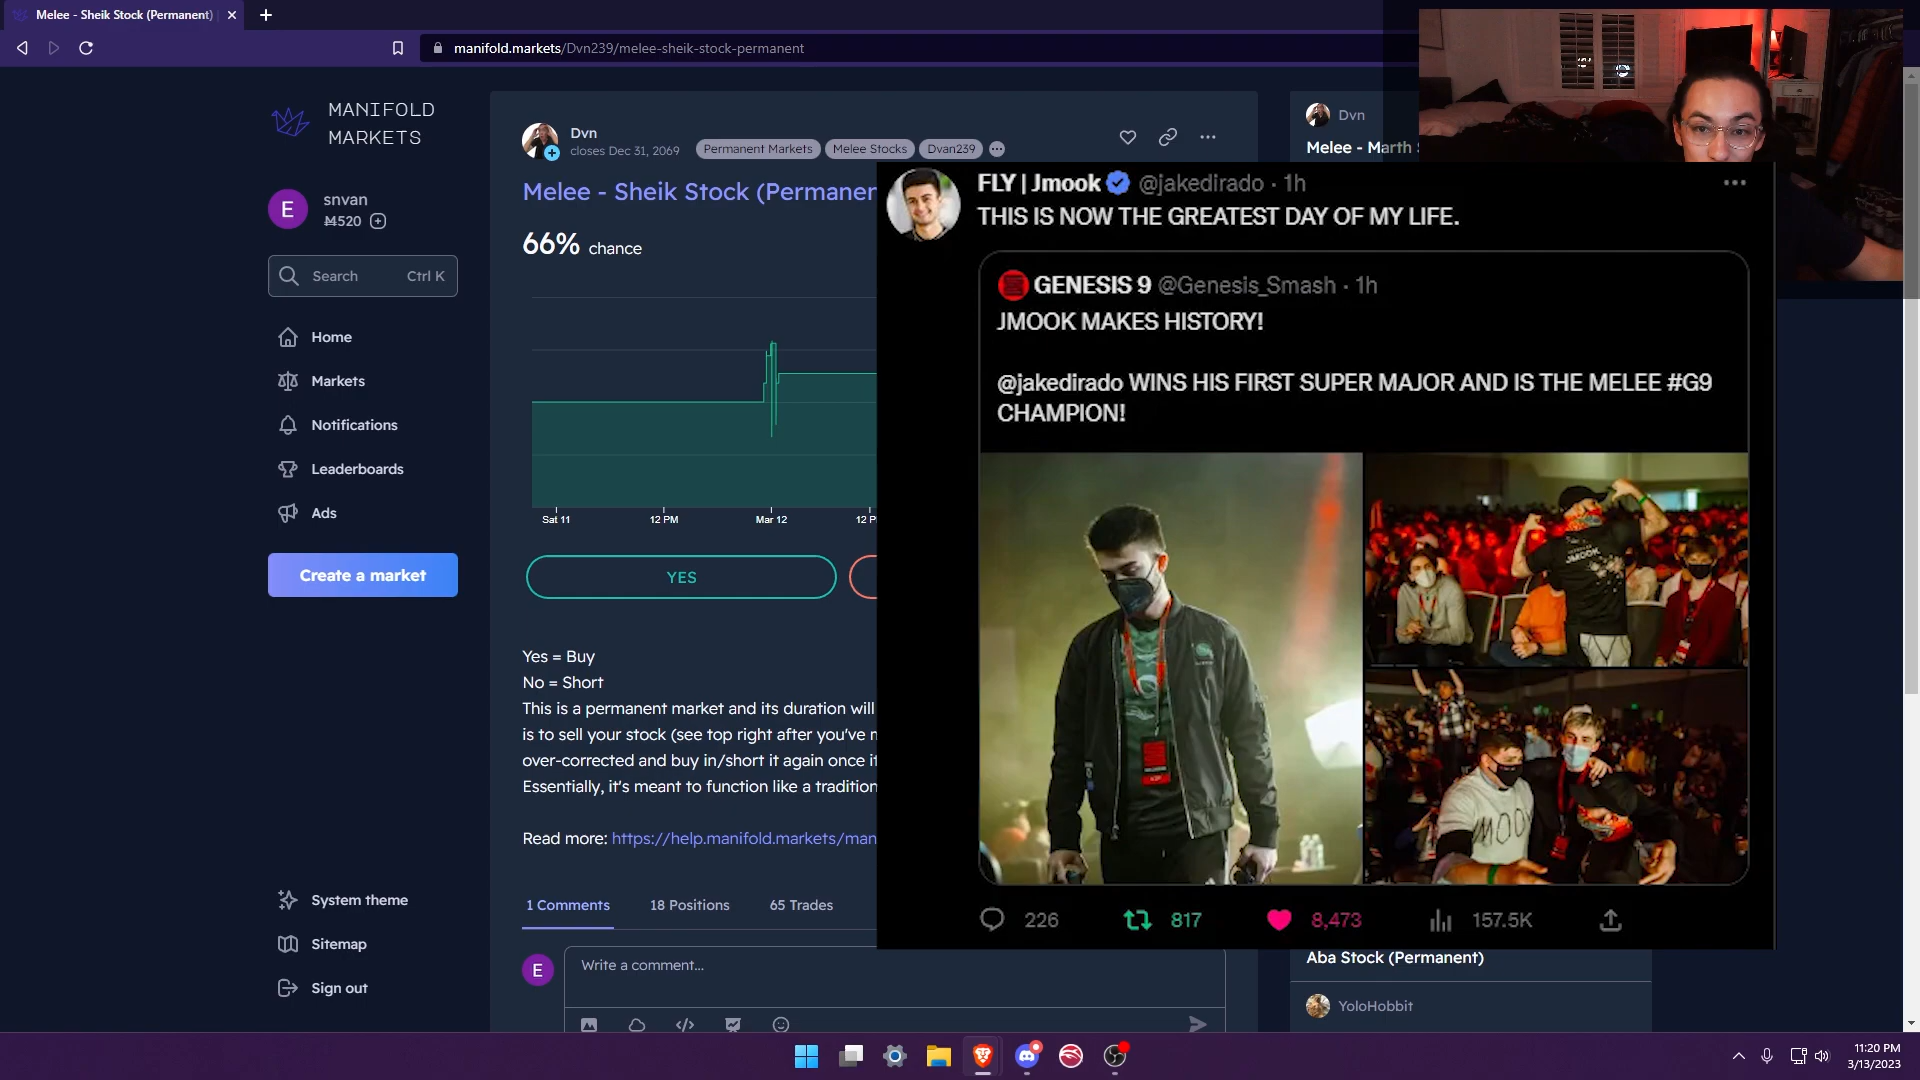 Melee - Sheik Stock (Permanent)
manifold.markets/Dvn239/melee-sheik-stock-permanent
MANIFOLD
MARKETS
E
snvan
M520
Search
Ctrl K
Home
Markets
Notifications
Leaderboards
Ads
Create a market
System theme
Sitemap
Sign out
Dvn
closes Dec 31, 2069
Permanent Markets
Melee Stocks
Dvan239
Melee - Sheik Stock (Permanen
66% chance
Sat 11
12 PM
Mar 12
12 P
YES
Yes = Buy
No = Short
This is a permanent market and its duration will
is to sell your stock (see top right after you've
over-corrected and buy in/short it again once
Essentially, it's meant to function like a tradition
Read more: https://help.manifold.markets/man
1 Comments
18 Positions
65 Trades
E
Write a comment...
Dvn
Melee - Marth
FLY | Jmook @jakedirado · 1h
THIS IS NOW THE GREATEST DAY OF MY LIFE.
GENESIS 9 @Genesis_Smash · 1h
JMOOK MAKES HISTORY!
@jakedirado WINS HIS FIRST SUPER MAJOR AND IS THE MELEE #G9
CHAMPION!
JMOOK
MOO
226
817
8,473
157.5K
Aba Stock (Permanent)
YoloHobbit
11:20 PM
3/13/2023